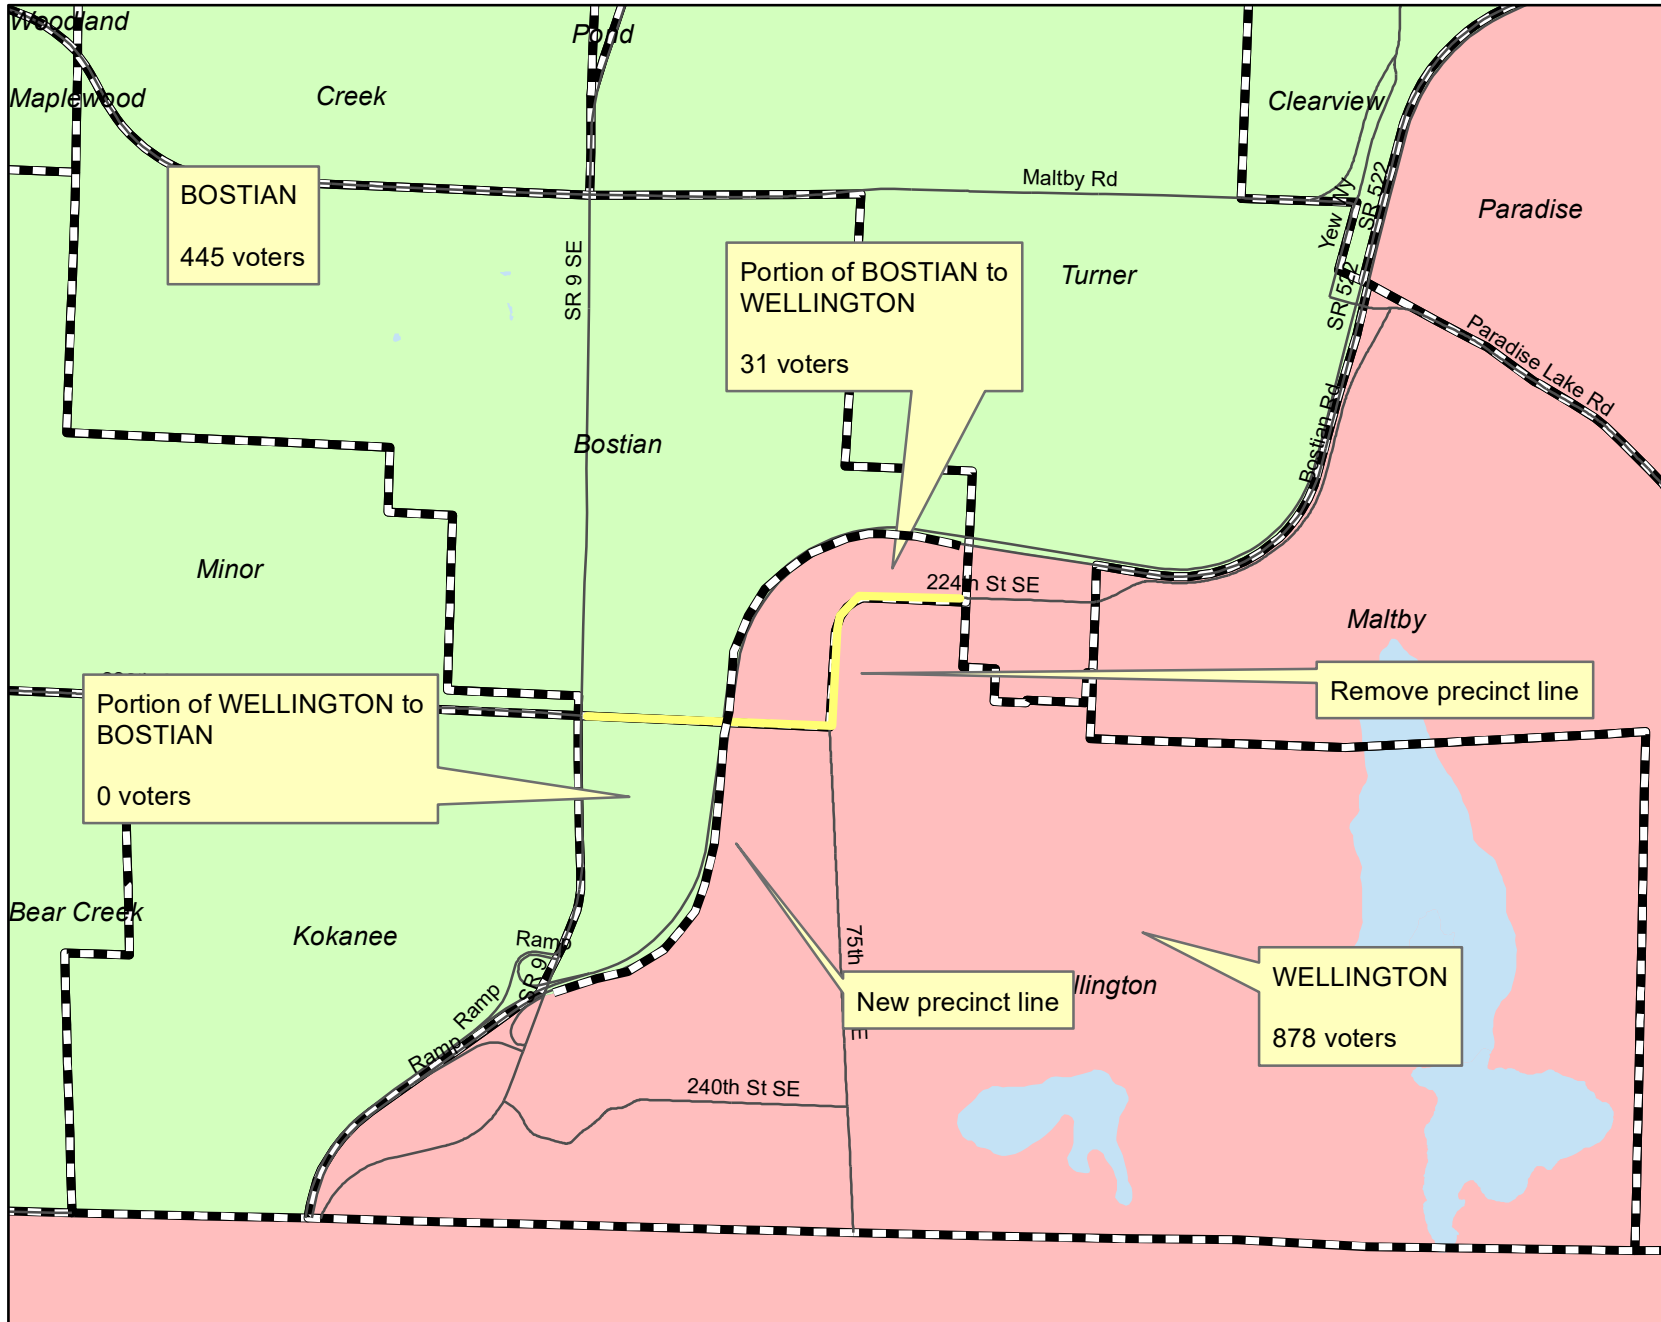 Woodland
Pond
Maplewood
Creek
Clearview
BOSTIAN
445 voters
Maltby Rd
Yew Wy
SR 522
Paradise
SR 9 SE
Portion of BOSTIAN to
WELLINGTON
31 voters
Turner
SR 522
Paradise Lake Rd
Bostian
Bostian Rd
Minor
224th St SE
Maltby
Remove precinct line
Portion of WELLINGTON to
BOSTIAN
0 voters
Bear Creek
Kokanee
Ramp
SR 9
Ramp
Ramp
75th
E
New precinct line
llington
WELLINGTON
878 voters
240th St SE